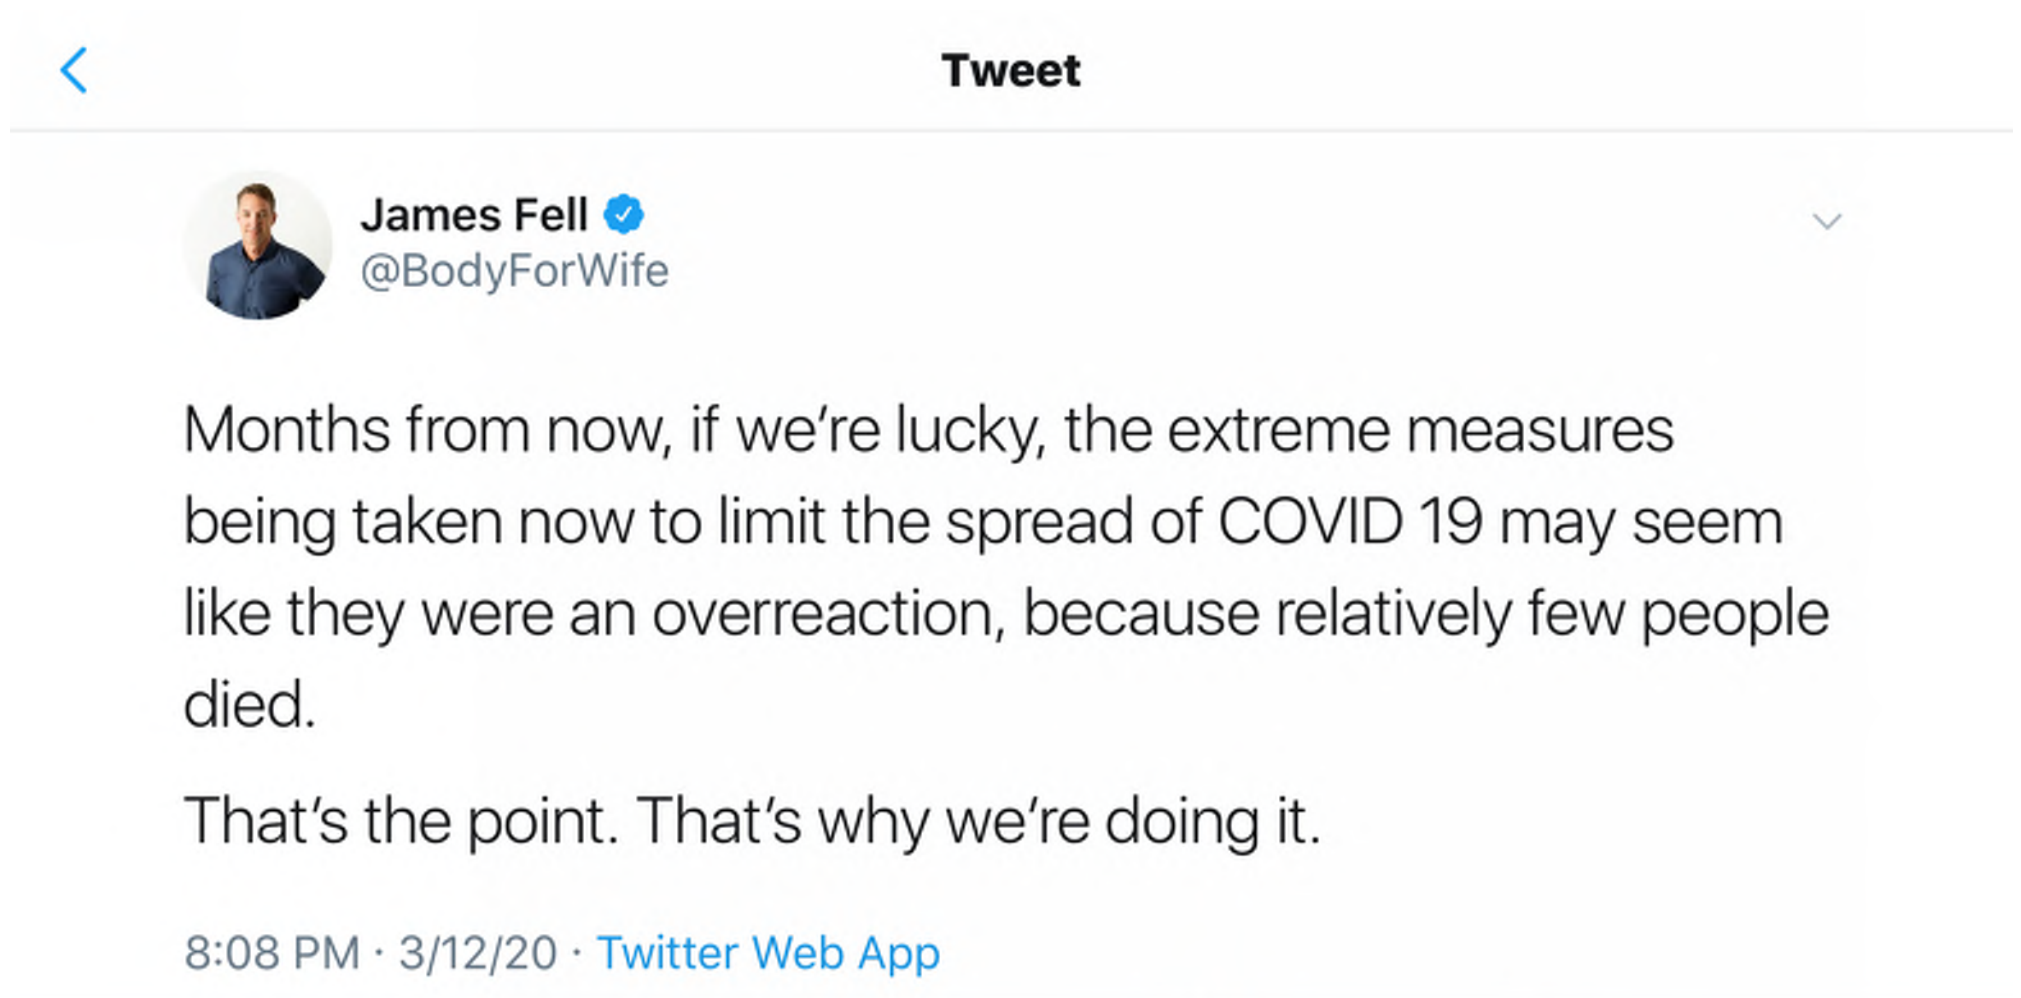 Tweet
James Fell
@BodyForWife
Months from now, if we’re lucky, the extreme measures
being taken now to limit the spread of COVID 19 may seem
like they were an overreaction, because relatively few people
died.
That’s the point. That’s why we’re doing it.
8:08 PM · 3/12/20 · Twitter Web App